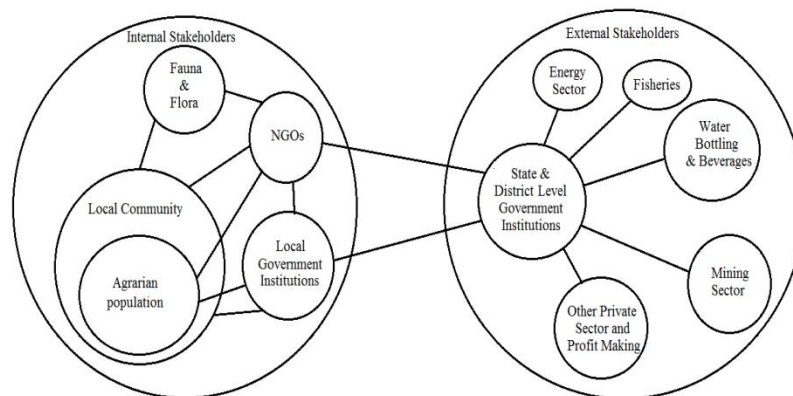 Internal Stakeholders
Fauna
&
Flora
NGOs
Local Community
Agrarian
population
Local
Government
Institutions
External Stakeholders
Energy
Sector
Fisheries
Water
Bottling
& Beverages
State &
District Level
Government
Institutions
Mining
Sector
Other Private
Sector and
Profit Making